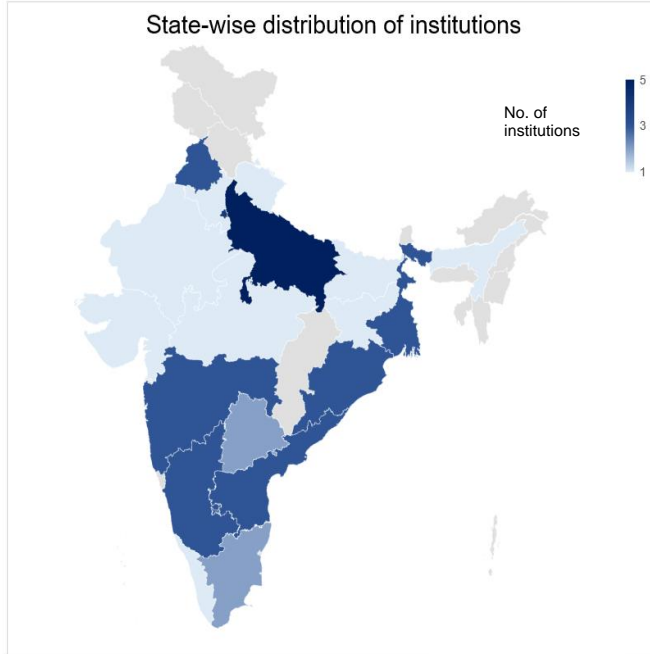 State-wise distribution of institutions
No. of
institutions
5
3
1